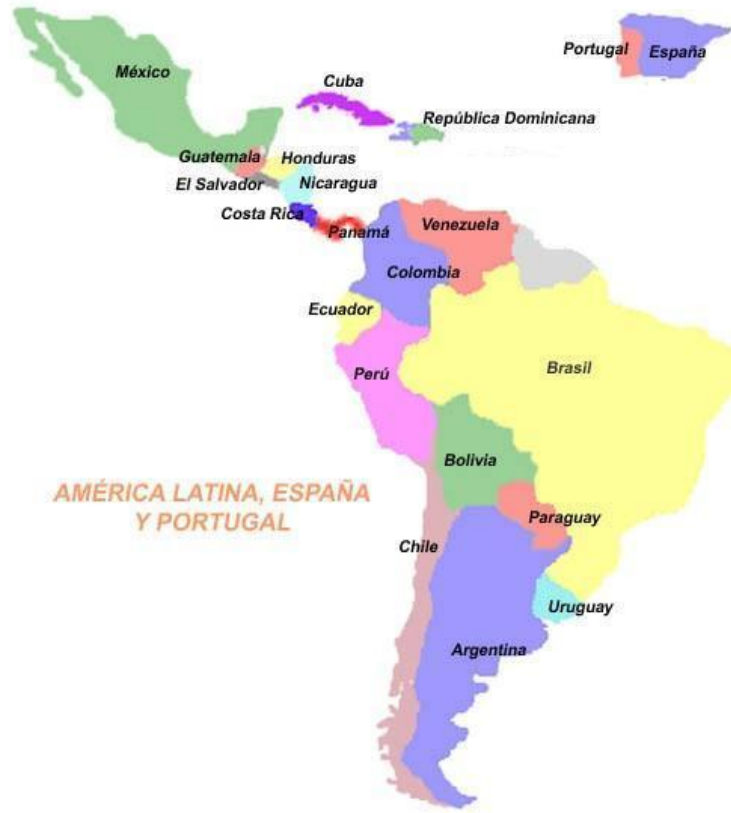 Portugal
España
México
Cuba
República Dominicana
Guatemala
Honduras
El Salvador
Nicaragua
Costa Rica
Panamá
Venezuela
Colombia
Ecuador
Perú
Brasil
Bolivia
AMÉRICA LATINA, ESPAÑA
Y PORTUGAL
Paraguay
Chile
Uruguay
Argentina